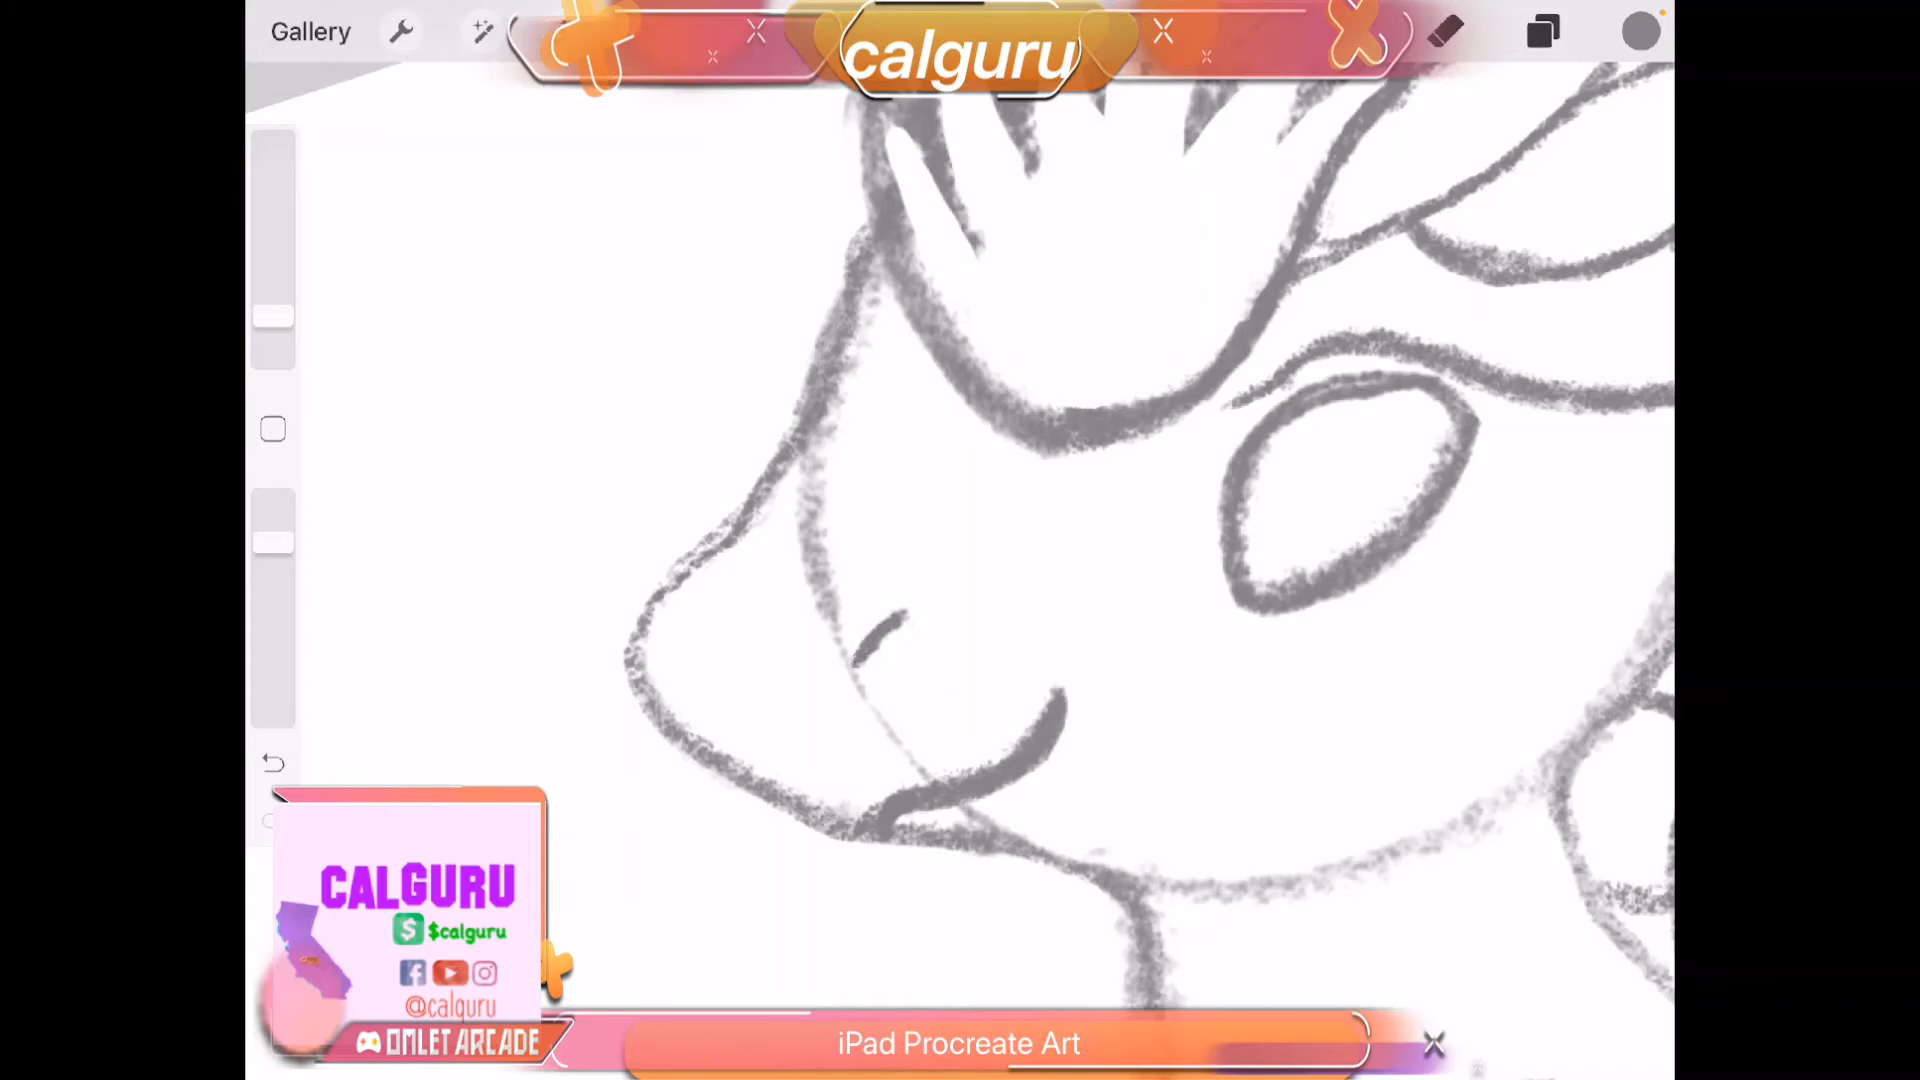 Gallery
calguru
CALGURU
$ $calguru
@calguru
OMLET ARCADE
iPad Procreate Art